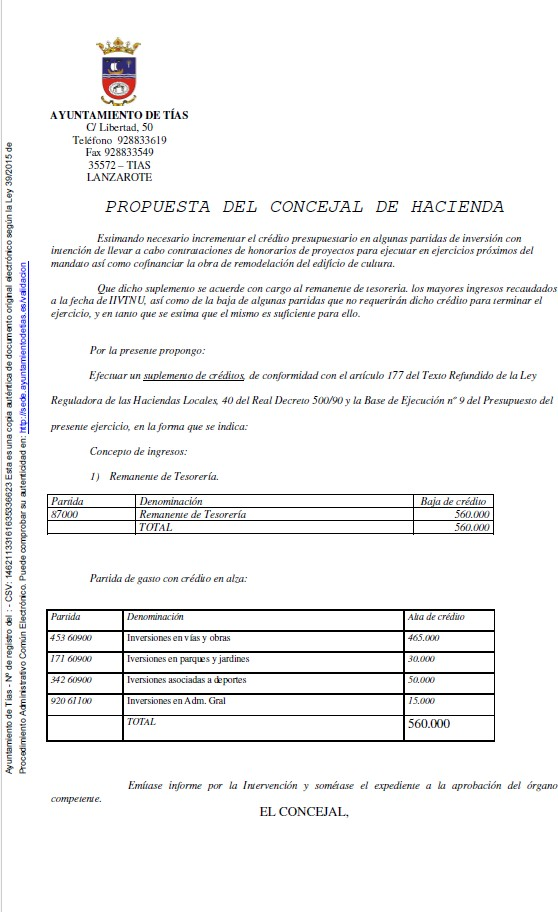 AYUNTAMIENTO DE TÍAS
C/ Libertad, 50
Teléfono 928833619
Fax 928833549
35572 – TIAS
LANZAROTE
PROPUESTA DEL CONCEJAL DE HACIENDA
Estimando necesario incrementar el crédito presupuestario en algunas partidas de inversión con
intención de llevar a cabo contrataciones de honorarios de proyectos para ejecutar en ejercicios próximos del
mandato así como cofinanciar la obra de remodelación del edificio de cultura.
Que dicho suplemento se acuerde con cargo al remanente de tesorería, los mayores ingresos recaudados
a la fecha de IIVTNU, así como de la baja de algunas partidas que no requerirán dicho crédito para terminar el
ejercicio, y en tanto que se estima que el mismo es suficiente para ello.
Por la presente propongo:
Efectuar un suplemento de créditos, de conformidad con el artículo 177 del Texto Refundido de la Ley
Reguladora de las Haciendas Locales, 40 del Real Decreto 500/90 y la Base de Ejecución nº 9 del Presupuesto del
presente ejercicio, en la forma que se indica:
Concepto de ingresos:
1) Remanente de Tesorería.
Partida Denominación Baja de crédito
87000 Remanente de Tesorería 560.000
TOTAL 560.000
Partida de gasto con crédito en alza:
Partida Denominación Alta de crédito
453 60900 Inversiones en vías y obras 465.000
171 60900 Iversiones en parques y jardines 30.000
342 60900 Iversiones asociadas a deportes 50.000
920 61100 Inversiones en Adm. Gral 15.000
TOTAL 560.000
Emítase informe por la Intervención y sométase el expediente a la aprobación del órgano
competente.
EL CONCEJAL,
Ayuntamiento de Tías - Nº de registro del : - CSV: 14621133161635336623 Esta es una copia auténtica de documento original electrónico según la Ley 39/2015 de
Procedimiento Administrativo Común Electrónico. Puede comprobar su autenticidad en: http://sede.ayuntamientodetias.es/validacion